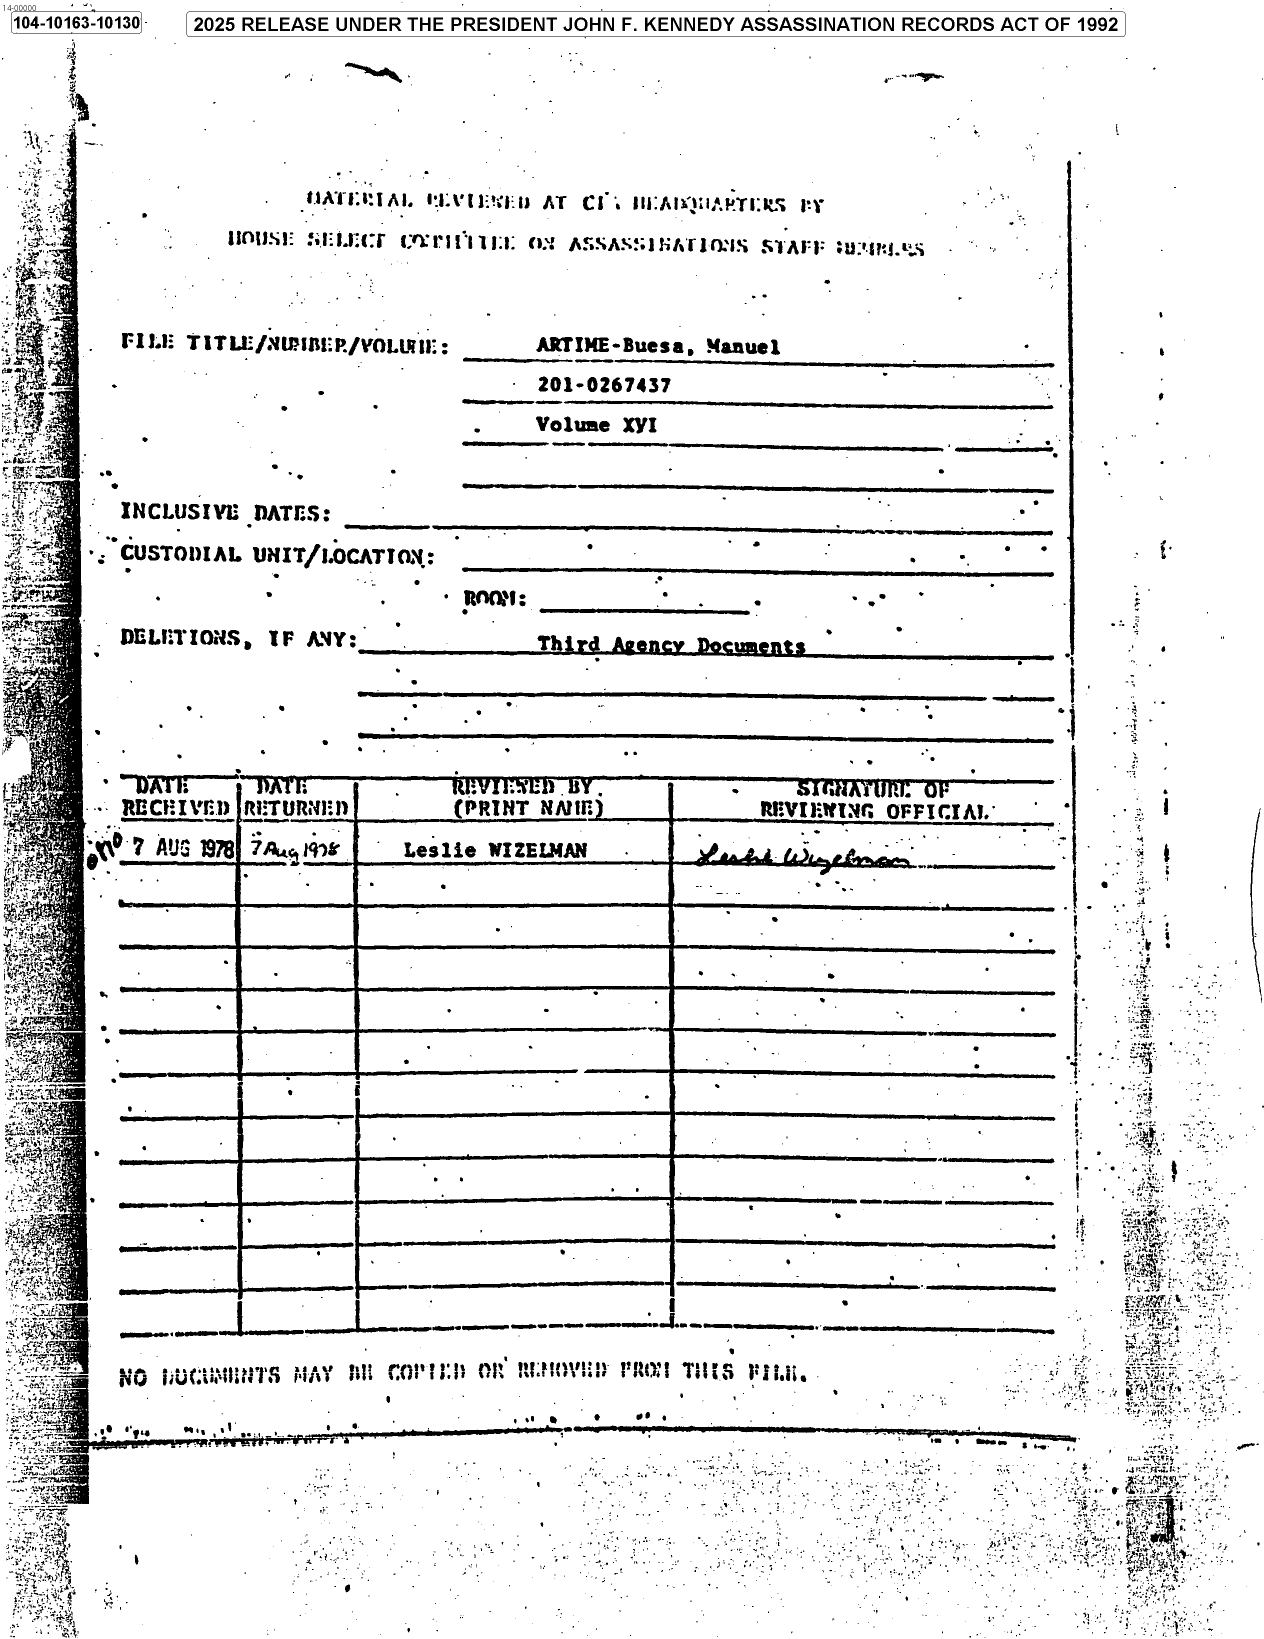 14-00000
104-10163-10130
2025 RELEASE UNDER THE PRESIDENT JOHN F. KENNEDY ASSASSINATION RECORDS ACT OF 1992
MATERIAL REVIEWED AT CIA HEADQUARTERS BY
HOUSE SELECT COMMITTEE ON ASSASSINATIONS STAFF MEMBERS
FILE TITLE/NUMBER/VOLUME: ARTIME-Buesa, Manuel
201-0267437
Volume XVI
INCLUSIVE DATES:
CUSTODIAL UNIT/LOCATION:
ROOM:
DELETIONS, IF ANY: Third Agency Documents
DATE RECEIVED DATE RETURNED REVIEWED BY (PRINT NAME) SIGNATURE OF REVIEWING OFFICIAL
7 AUG 1978 7 Aug 1978 Leslie WIZELMAN Leslie Wizelman
NO DOCUMENTS MAY BE COPIED OR REMOVED FROM THIS FILE.